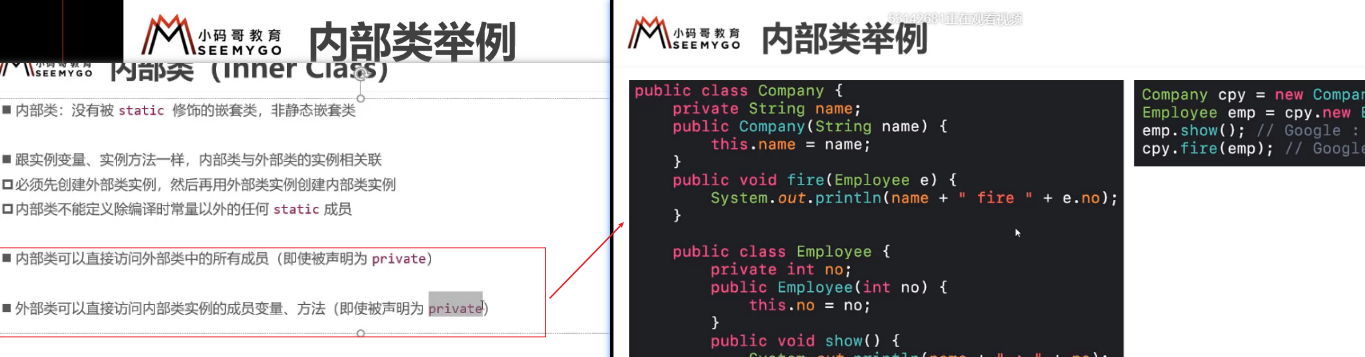 小码哥教育
SEEMYGO
内部类举例
SEEMYGO
内部类（Inner Class）
■ 内部类：没有被 static 修饰的嵌套类，非静态嵌套类
■ 跟实例变量、实例方法一样，内部类与外部类的实例相关联
必须先创建外部类实例，然后再用外部类实例创建内部类实例
内部类不能定义除编译时常量以外的任何 static 成员
■ 内部类可以直接访问外部类中的所有成员（即使被声明为 private）
■ 外部类可以直接访问内部类实例的成员变量、方法（即使被声明为 private）
小码哥教育
SEEMYGO
内部类举例
正在观看视频
public class Company {
private String name;
public Company(String name) {
this.name = name;
}
public void fire(Employee e) {
System.out.println(name + " fire " + e.no);
}
public class Employee {
private int no;
public Employee(int no) {
this.no = no;
}
public void show() {
System.out.println(name + " : " + no);
Company cpy = new Compan
Employee emp = cpy.new E
emp.show(); // Google :
cpy.fire(emp); // Google